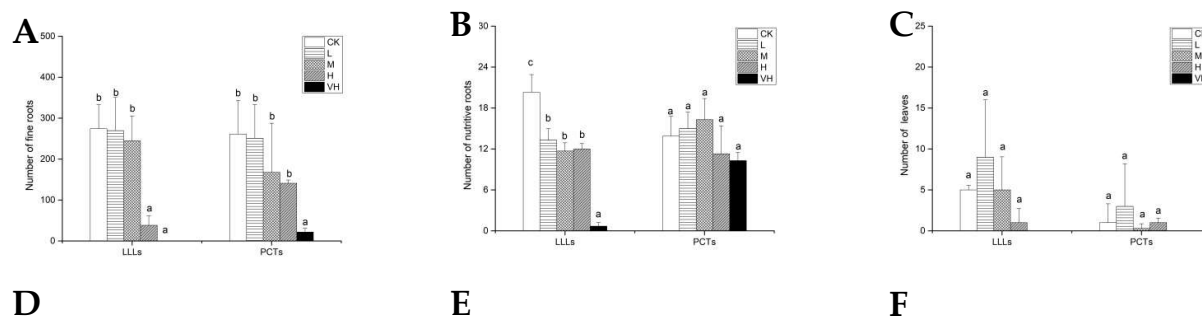 A
Number of fine roots
500
400
300
200
100
0
CK
L
M
H
VH
b
b
b
a
a
b
b
b
b
a
LLLs
PCTs
B
Number of nutritive roots
30
24
18
12
6
0
CK
L
M
H
VH
c
b
b
b
a
a
a
a
a
a
LLLs
PCTs
C
Number of leaves
25
20
15
10
5
0
L
M
H
a
a
a
a
a
a
a
a
LLLs
PCTs
D
E
F